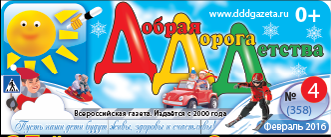 www.dddgazeta.ru 0+
Добрая Дорога Детства
Всероссийская газета. Издаётся с 2000 года
№ 4
(358)
Пусть наши дети будут живы, здоровы и счастливы!
Февраль 2016